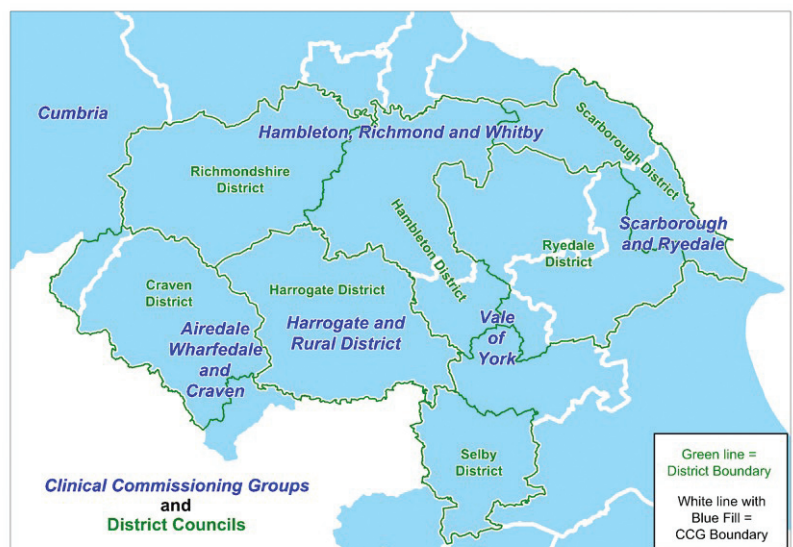 Cumbria
Hambleton, Richmond and Whitby
Scarborough District
Richmondshire
District
Hambleton District
Scarborough
and Ryedale
Ryedale
District
Craven
District
Harrogate District
Airedale
Wharfedale
and
Craven
Harrogate and
Rural District
Vale
of
York
Selby
District
Clinical Commissioning Groups
and
District Councils
Green line =
District Boundary
White line with
Blue Fill =
CCG Boundary